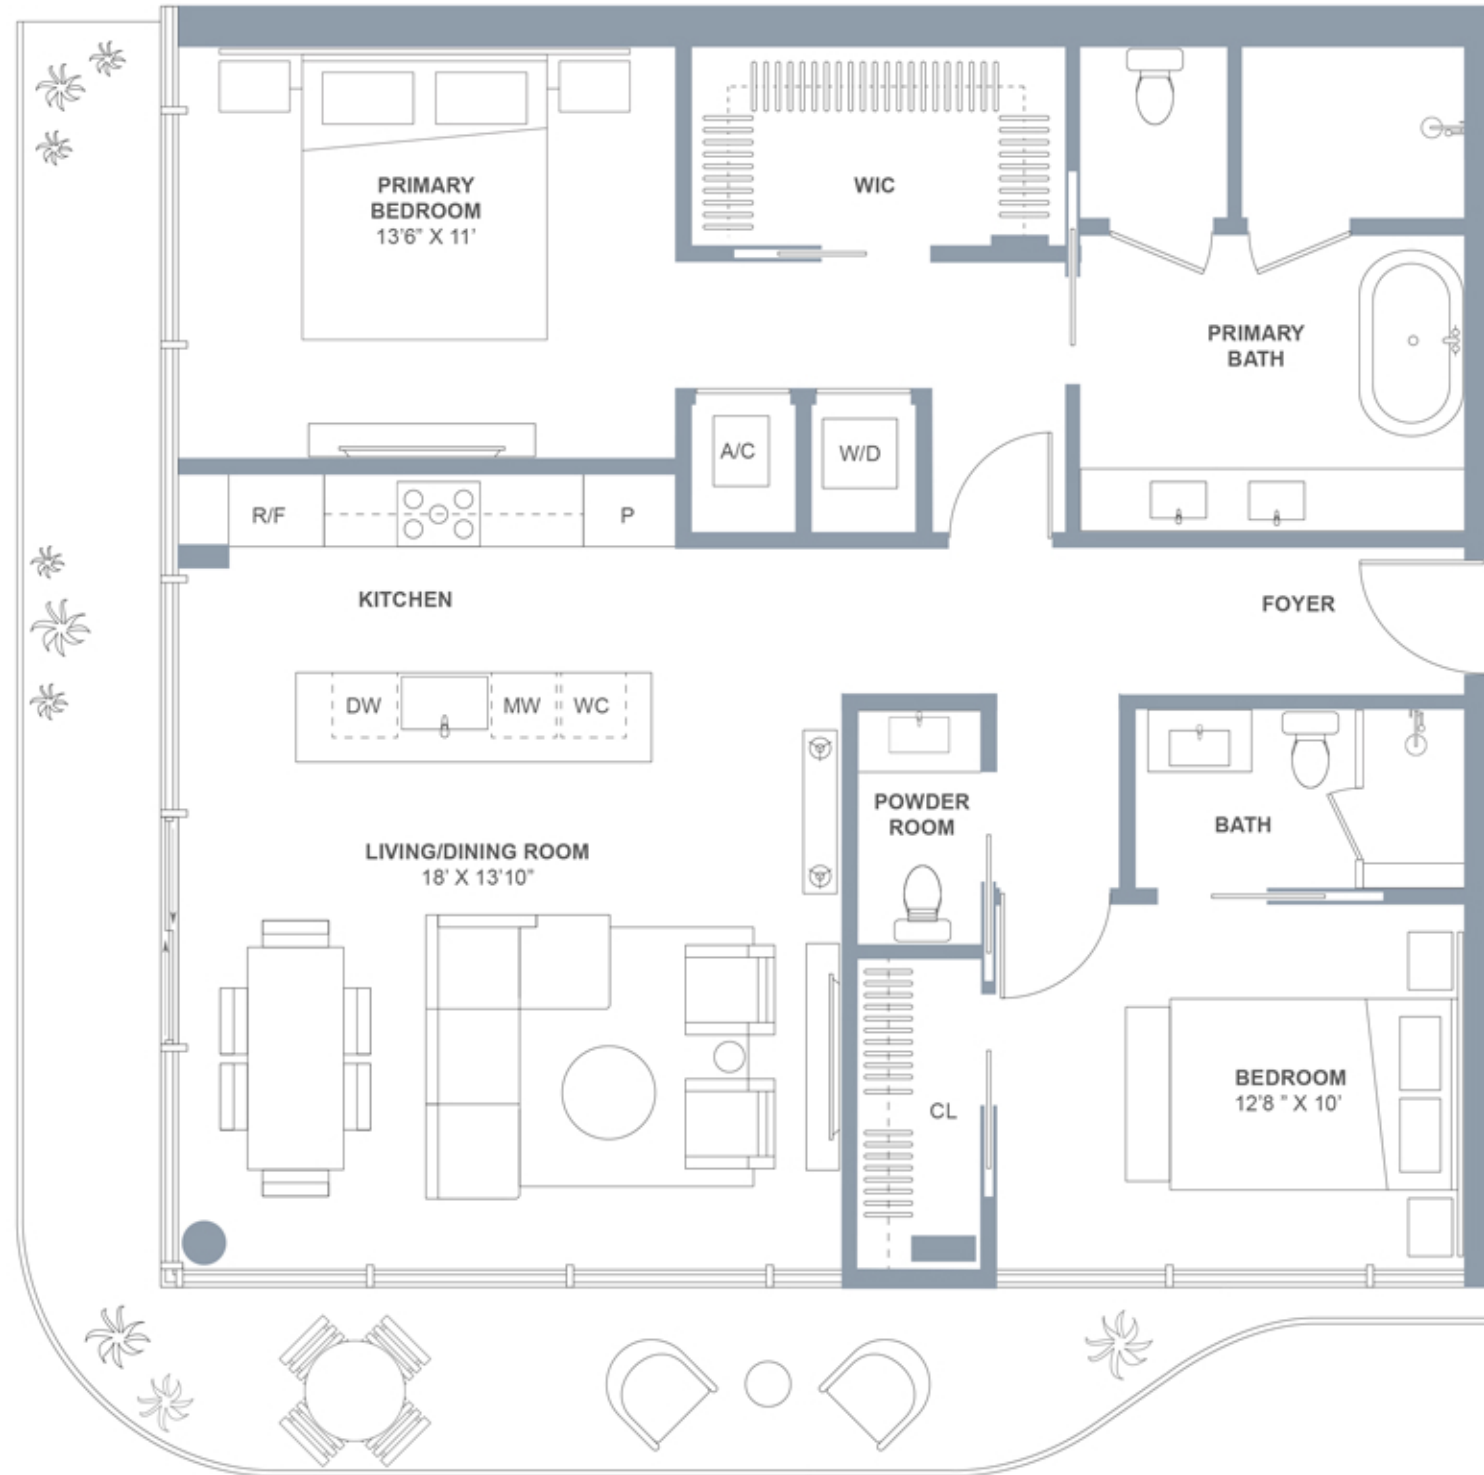 PRIMARY
BEDROOM
13'6" X 11'
WIC
PRIMARY
BATH
A/C
W/D
R/F
P
KITCHEN
FOYER
DW
MW
WC
POWDER
ROOM
BATH
LIVING/DINING ROOM
18' X 13'10"
CL
BEDROOM
12'8 " X 10'